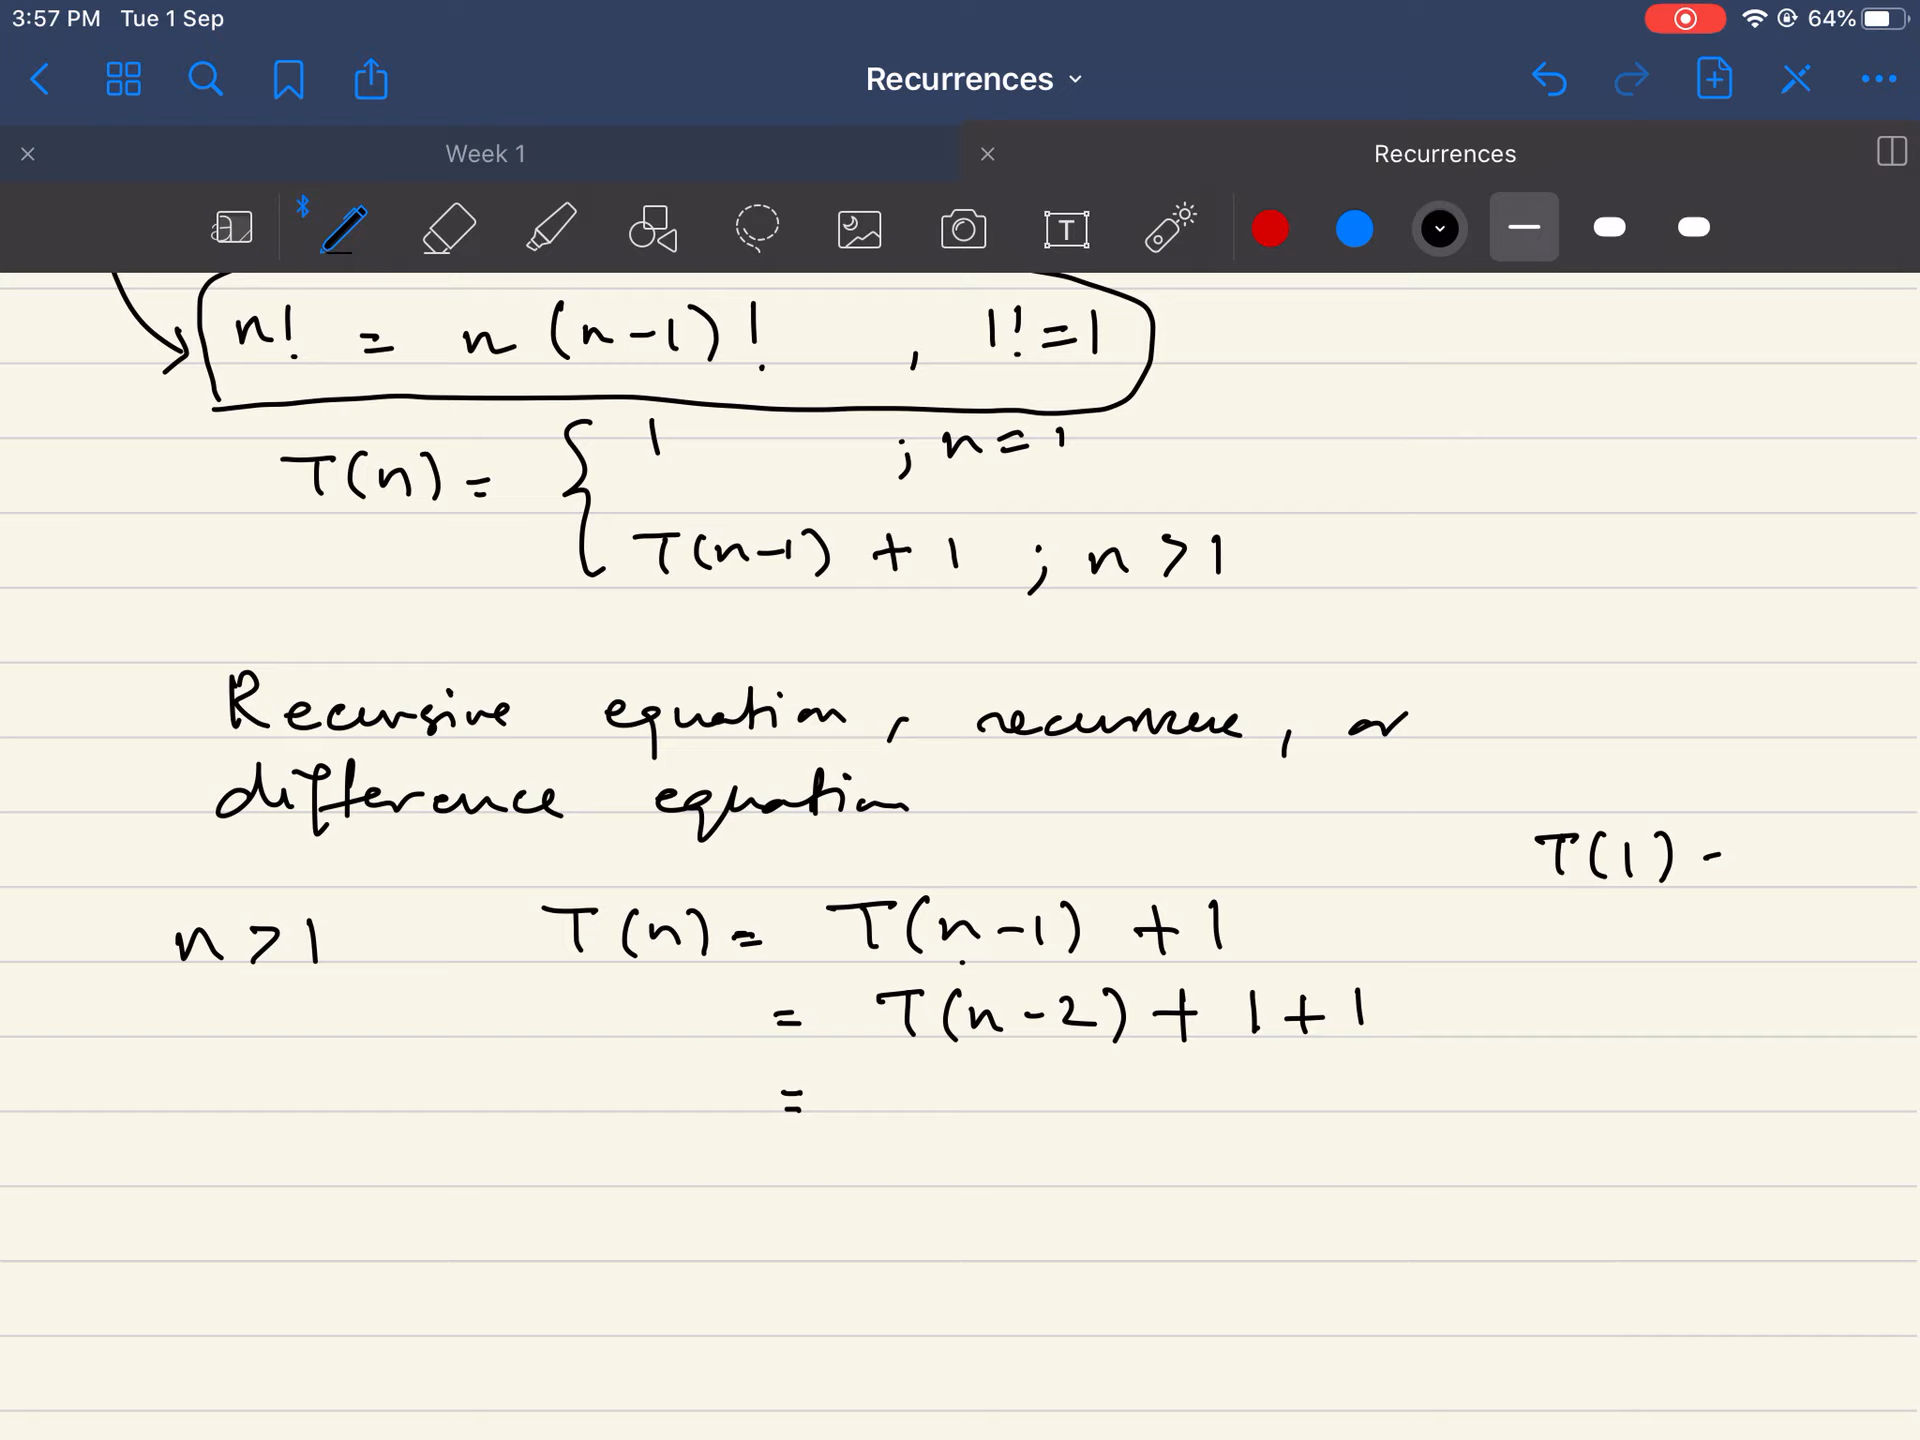 3:57 PM Tue 1 Sep 64%
Recurrences
Week 1 Recurrences
T
n! = n (n-1)! , 1! = 1
T(n) = { 1 ; n = 1
T(n-1) + 1 ; n > 1
Recursive equation, recurrence, or
difference equation
T(1) -
n > 1 T(n) = T(n-1) + 1
= T(n-2) + 1 + 1
=